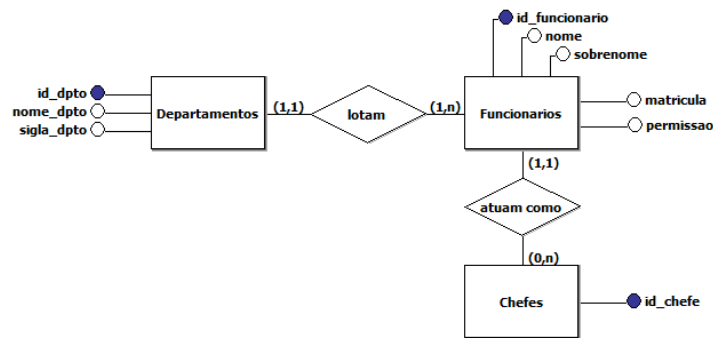 id_funcionario
nome
sobrenome
id_dpto
nome_dpto
sigla_dpto
Departamentos
(1,1)
lotam
(1,n)
Funcionarios
matricula
permissao
(1,1)
atuam como
(0,n)
Chefes
id_chefe